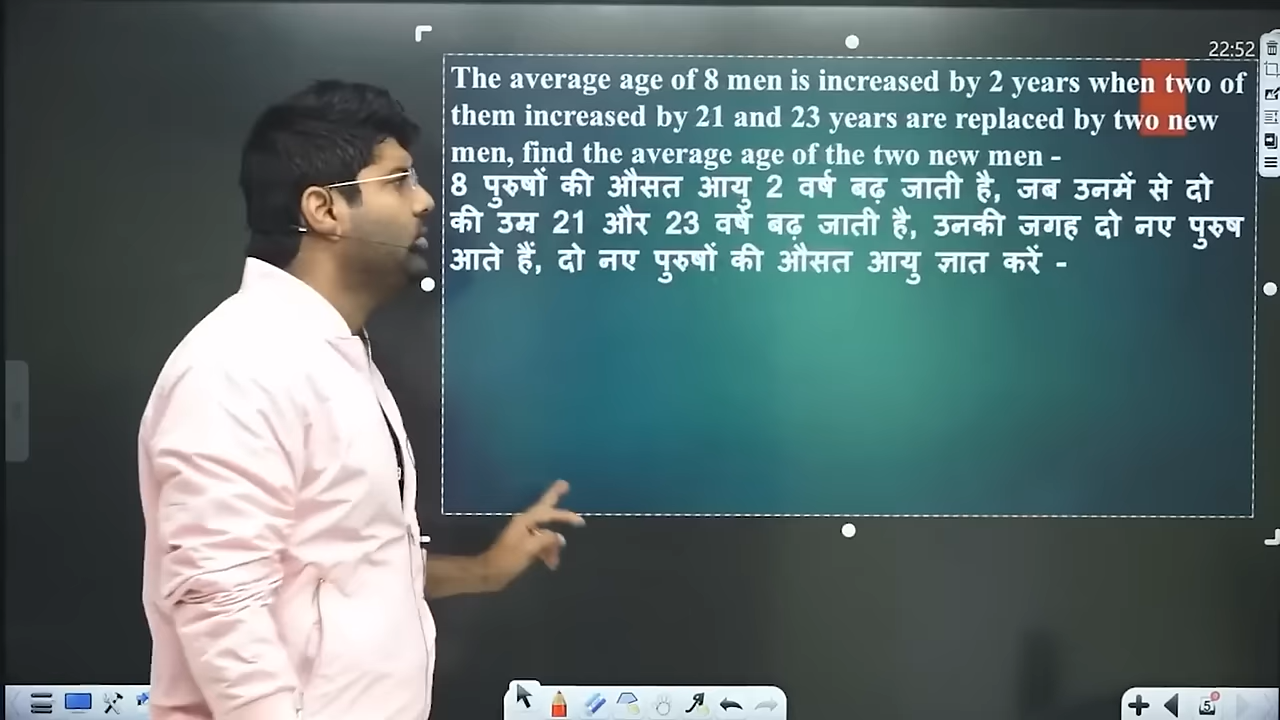 22:52
The average age of 8 men is increased by 2 years when two of
them increased by 21 and 23 years are replaced by two new
men, find the average age of the two new men -
8 पुरुषों की औसत आयु 2 वर्ष बढ़ जाती है, जब उनमें से दो
की उम्र 21 और 23 वर्ष बढ़ जाती है, उनकी जगह दो नए पुरुष
आते हैं, दो नए पुरुषों की औसत आयु ज्ञात करें -
5